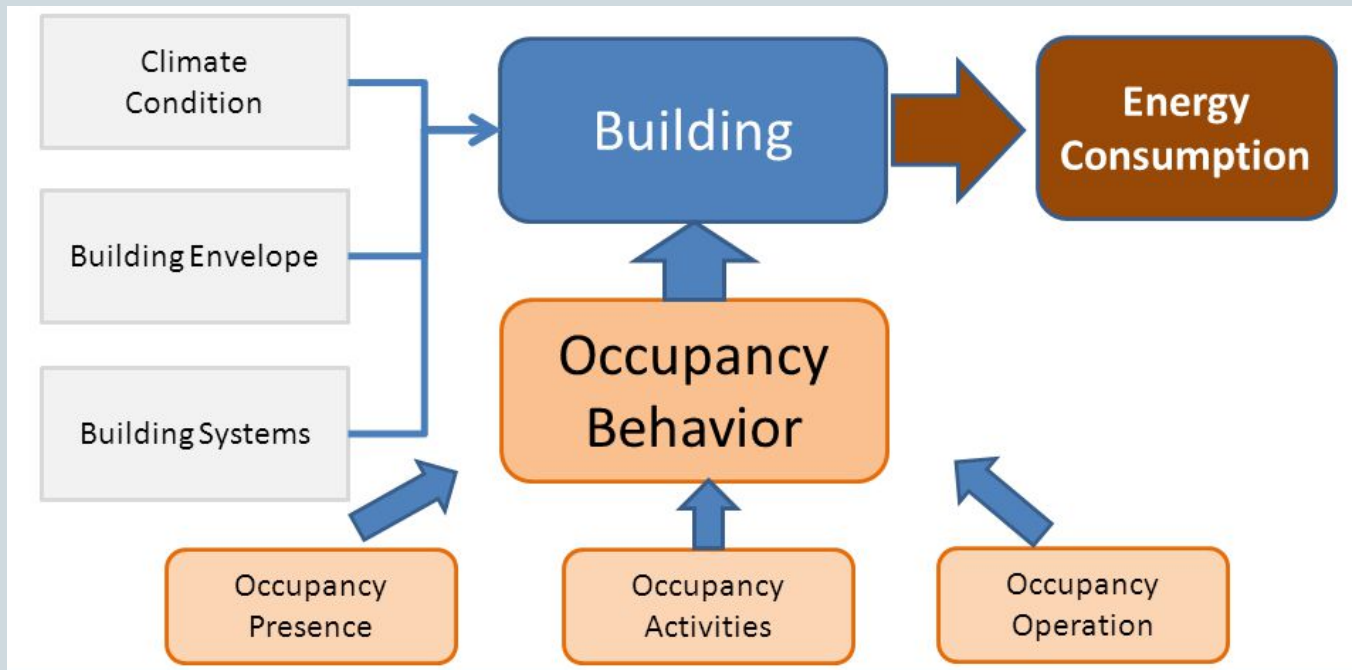 Climate
Condition
Building
Energy
Consumption
Building Envelope
Occupancy
Behavior
Building Systems
Occupancy
Presence
Occupancy
Activities
Occupancy
Operation